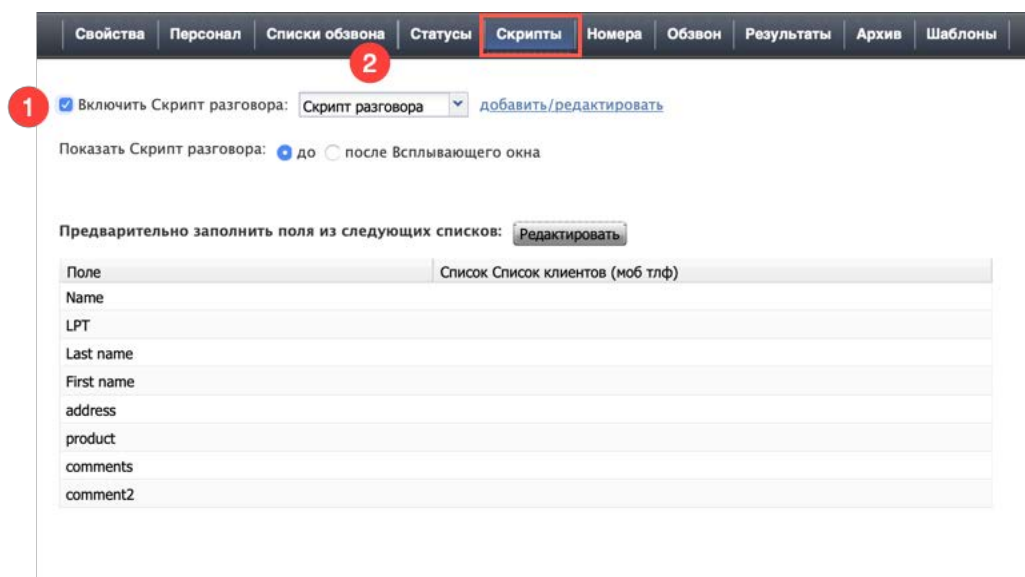 Свойства Персонал Списки обзвона Статусы Скрипты Номера Обзвон Результаты Архив Шаблоны
2
1 Включить Скрипт разговора: Скрипт разговора добавить/редактировать
Показать Скрипт разговора: до после Всплывающего окна
Предварительно заполнить поля из следующих списков: Редактировать
Поле Список Список клиентов (моб тлф)
Name
LPT
Last name
First name
address
product
comments
comment2